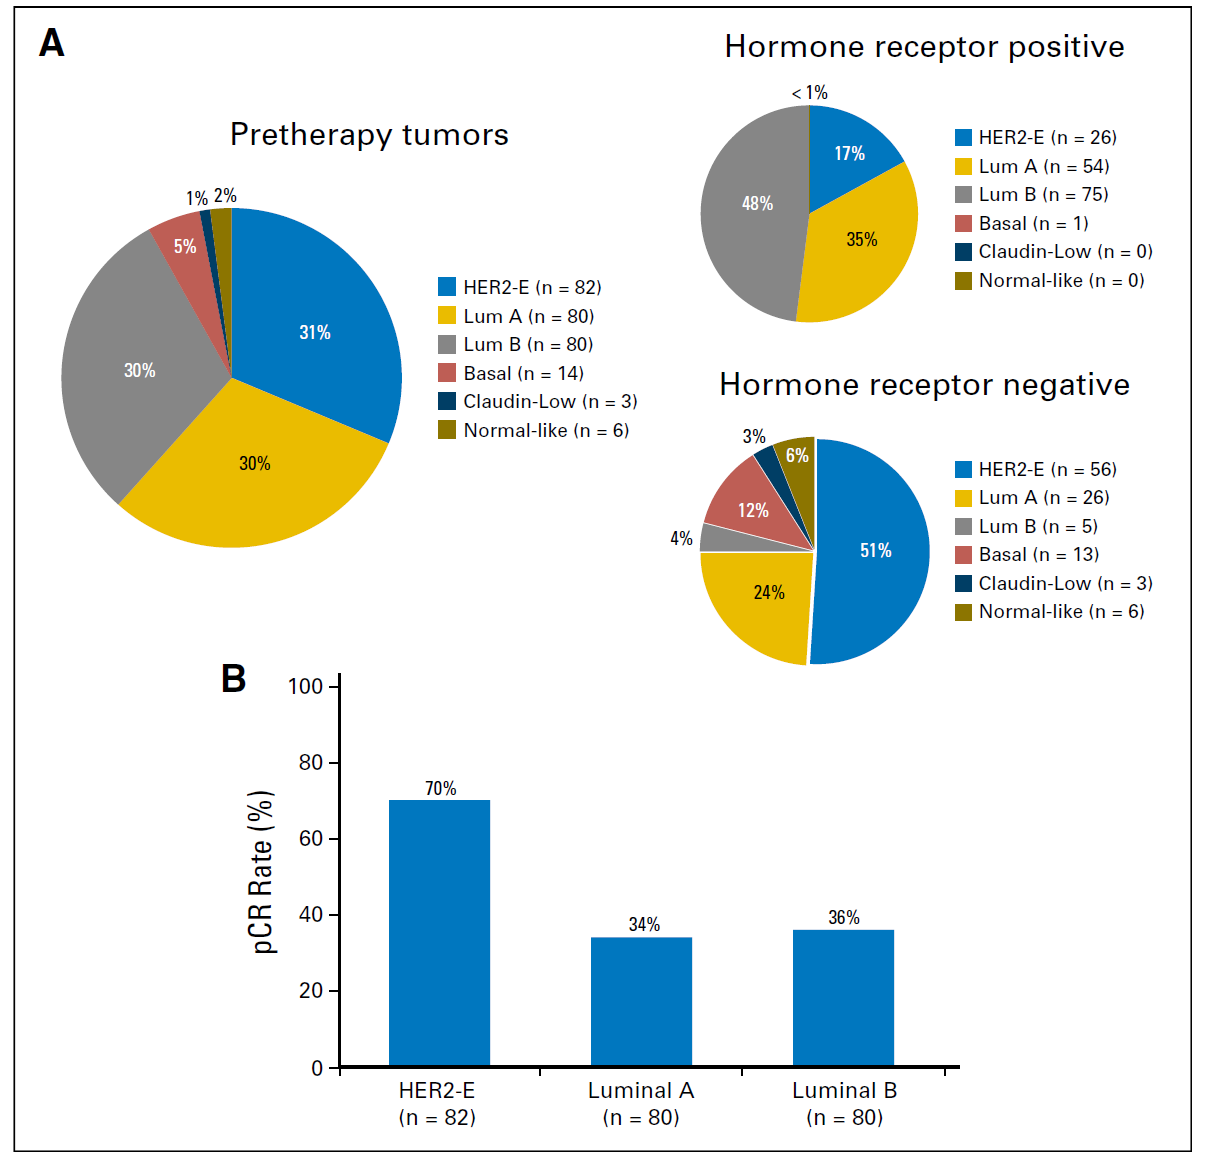 A
Pretherapy tumors
1%
2%
5%
31%
30%
30%
HER2-E (n = 82)
Lum A (n = 80)
Lum B (n = 80)
Basal (n = 14)
Claudin-Low (n = 3)
Normal-like (n = 6)
Hormone receptor positive
< 1%
17%
48%
35%
HER2-E (n = 26)
Lum A (n = 54)
Lum B (n = 75)
Basal (n = 1)
Claudin-Low (n = 0)
Normal-like (n = 0)
Hormone receptor negative
3%
6%
12%
4%
51%
24%
HER2-E (n = 56)
Lum A (n = 26)
Lum B (n = 5)
Basal (n = 13)
Claudin-Low (n = 3)
Normal-like (n = 6)
B
pCR Rate (%)
100
80
60
40
20
0
70%
34%
36%
HER2-E
(n = 82)
Luminal A
(n = 80)
Luminal B
(n = 80)